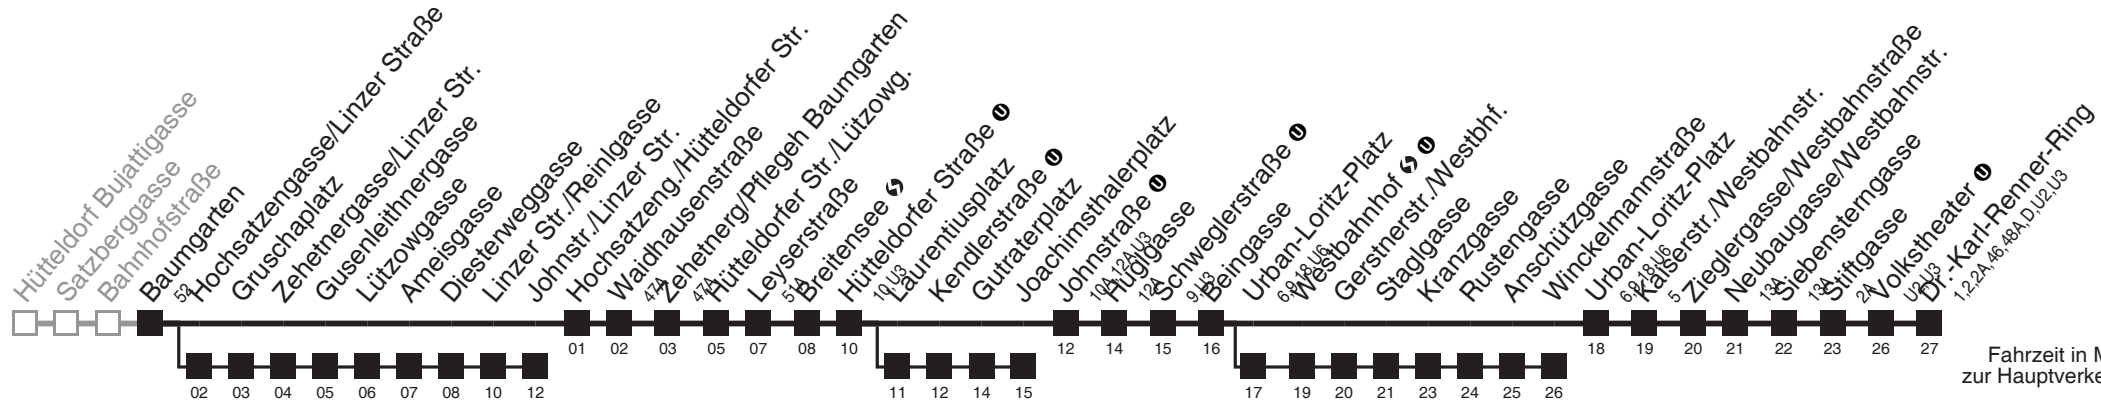 Hütteldorf Bujattigasse
Satzberggasse
Bahnhofstraße
Baumgarten
52
Hochsatzengasse/Linzer Straße
Gruschaplatz
Zehetnergasse/Linzer Str.
Gusenleithnergasse
Lützowgasse
Ameisgasse
Diesterweggasse
Linzer Str./Reinlgasse
Johnstr./Linzer Str.
Hochsatzeng./Hütteldorfer Str.
Waidhausenstraße
47A
Zehetnerg/Pflegeh Baumgarten
47A
Hütteldorfer Str./Lützowg.
Leyserstraße
51A
Breitensee
Hütteldorfer Straße U
10,U3
Laurentiusplatz
Kendlerstraße U
Gutraterplatz
Joachimsthalerplatz
Johnstraße U
10A,12A,U3
Hüglgasse
12A
Schweglerstraße U
9,U3
Beingasse
Urban-Loritz-Platz
6,9,18,U6
Westbahnhof U
Gerstnerstr./Westbhf.
Staglgasse
Kranzgasse
Rustengasse
Anschützgasse
Winckelmannstraße
Urban-Loritz-Platz
6,9,18,U6
Kaiserstr./Westbahnstr.
5
Zieglergasse/Westbahnstraße
Neubaugasse/Westbahnstr.
13A
Siebensterngasse
13A
Stiftgasse
2A
Volkstheater U
U2,U3
Dr.-Karl-Renner-Ring
1,2,2A,46,48A,D,U2,U3
01 02 03 05 07 08 10 12 14 15 16 18 19 20 21 22 23 26 27
02 03 04 05 06 07 08 10 12 11 12 14 15 17 19 20 21 23 24 25 26
Fahrzeit in M
zur Hauptverke